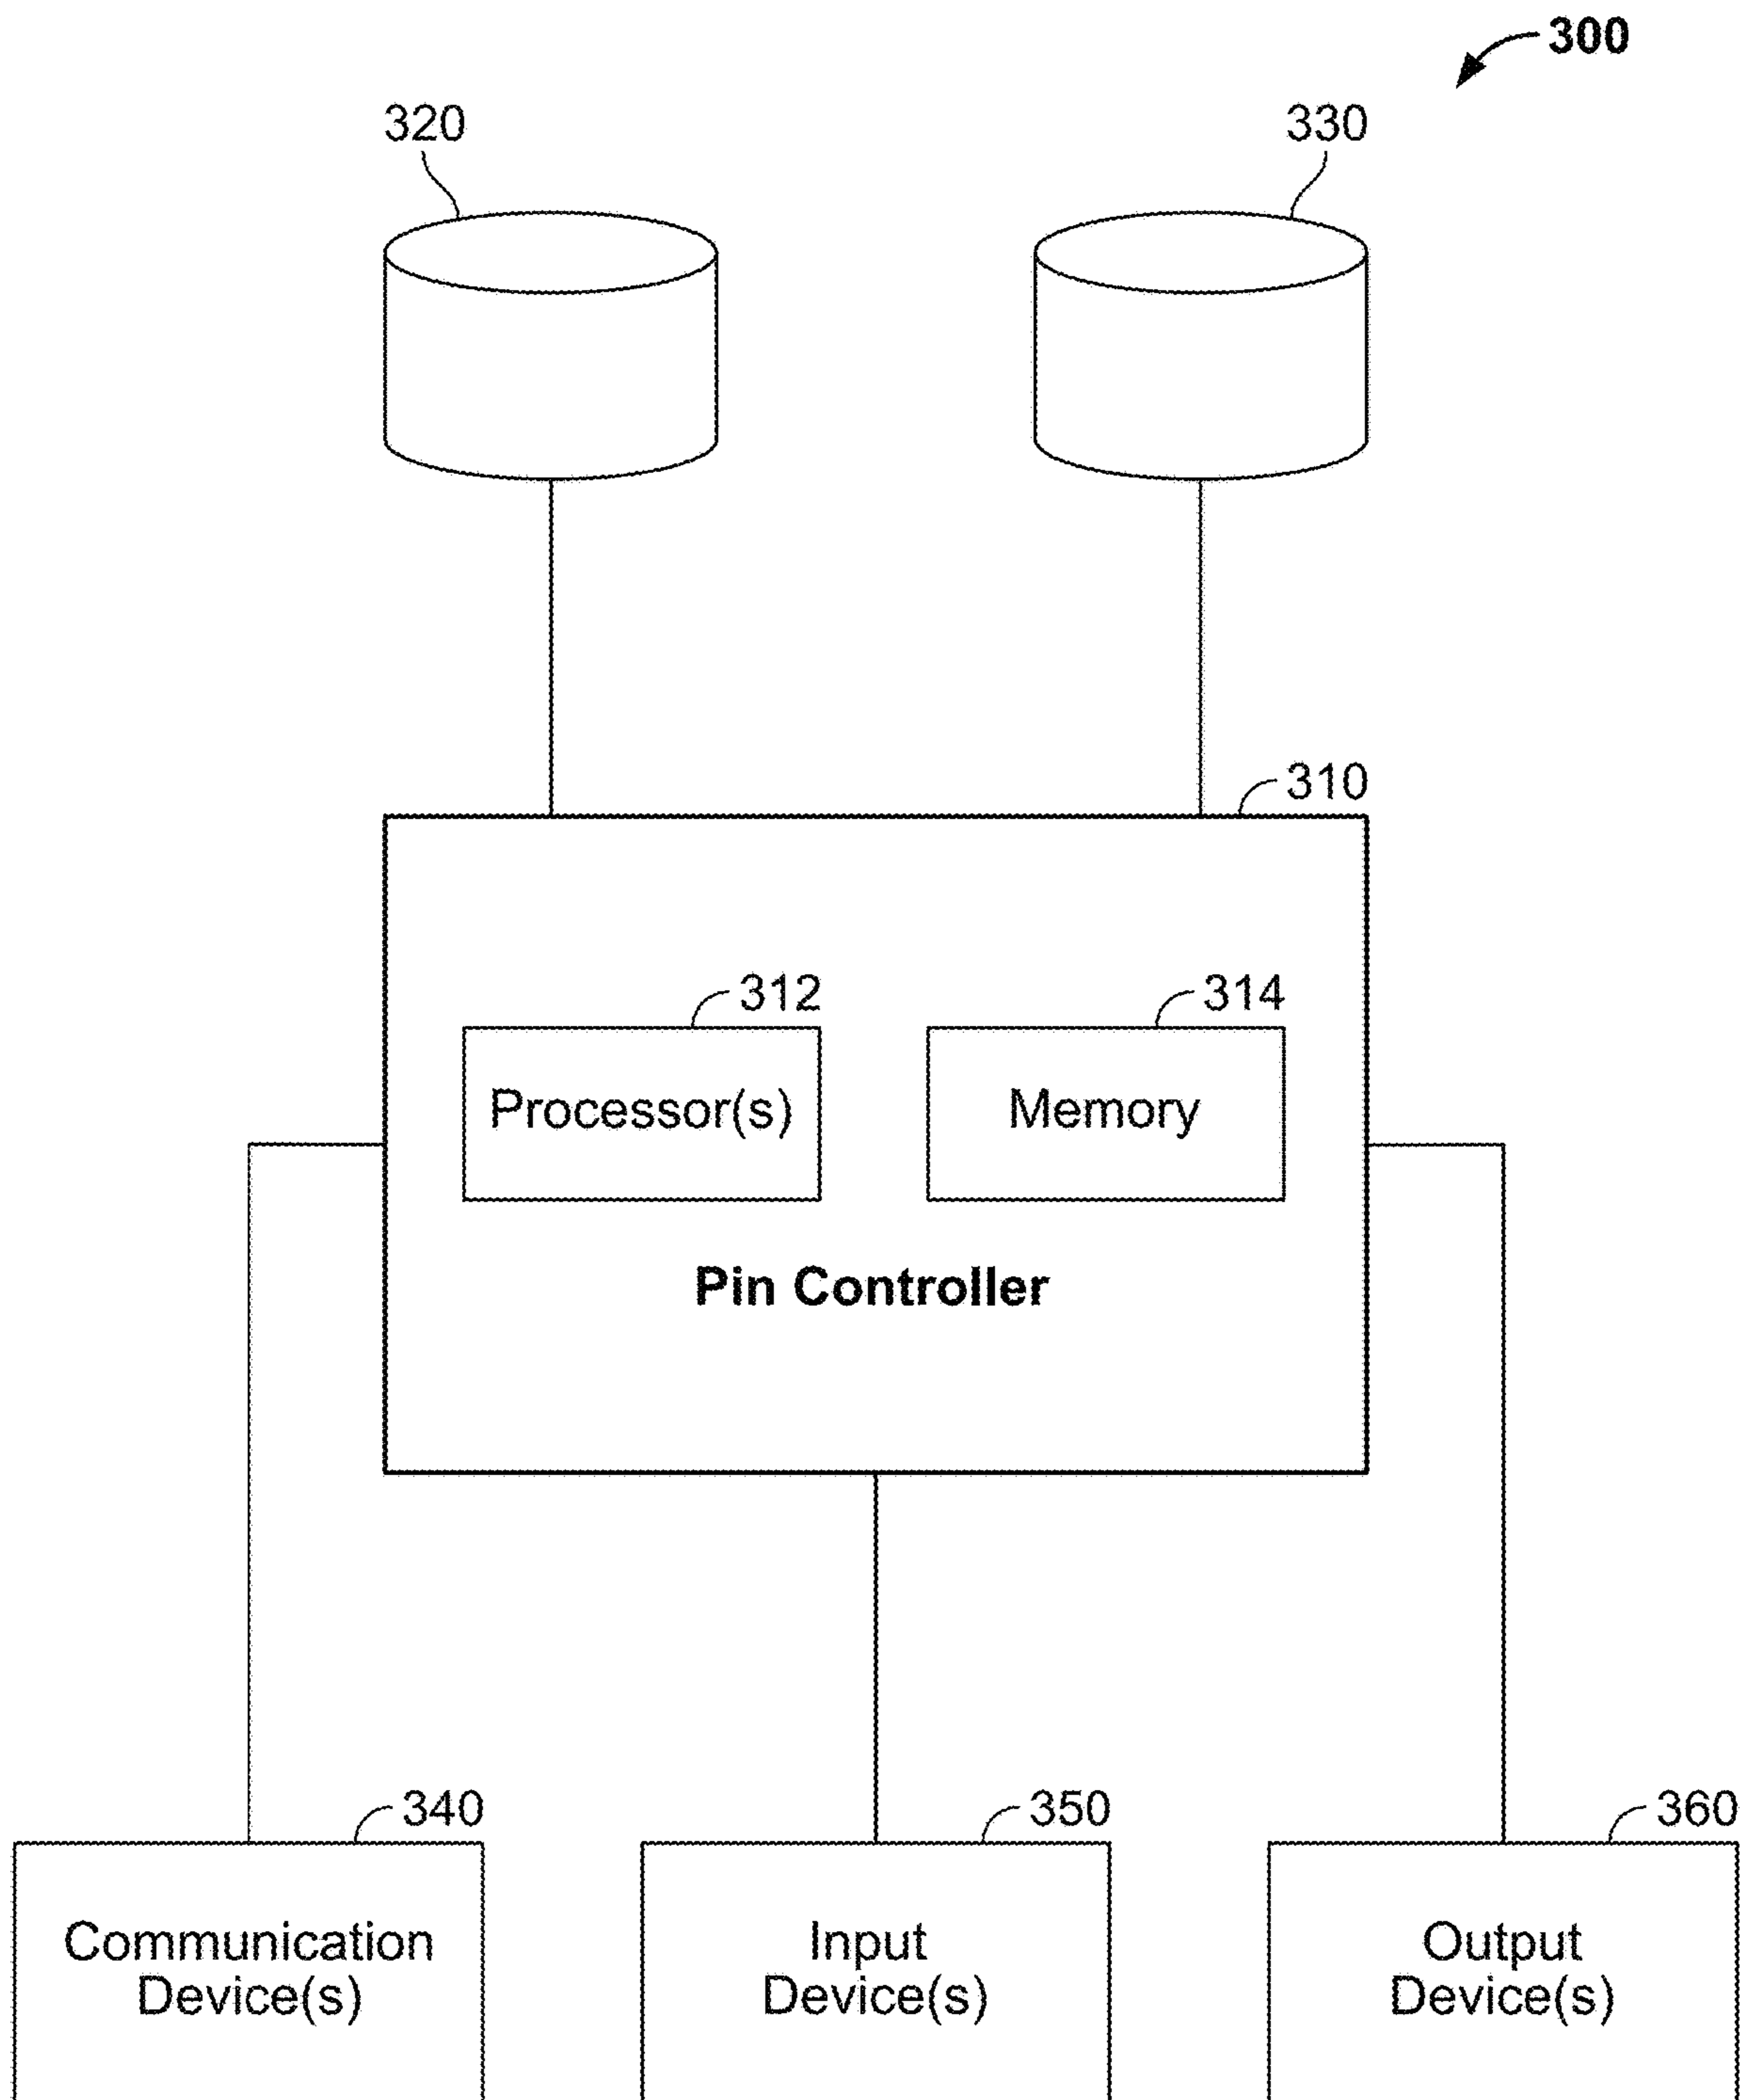 300
320
330
310
312
314
Processor(s)
Memory
Pin Controller
340
350
360
Communication
Device(s)
Input
Device(s)
Output
Device(s)